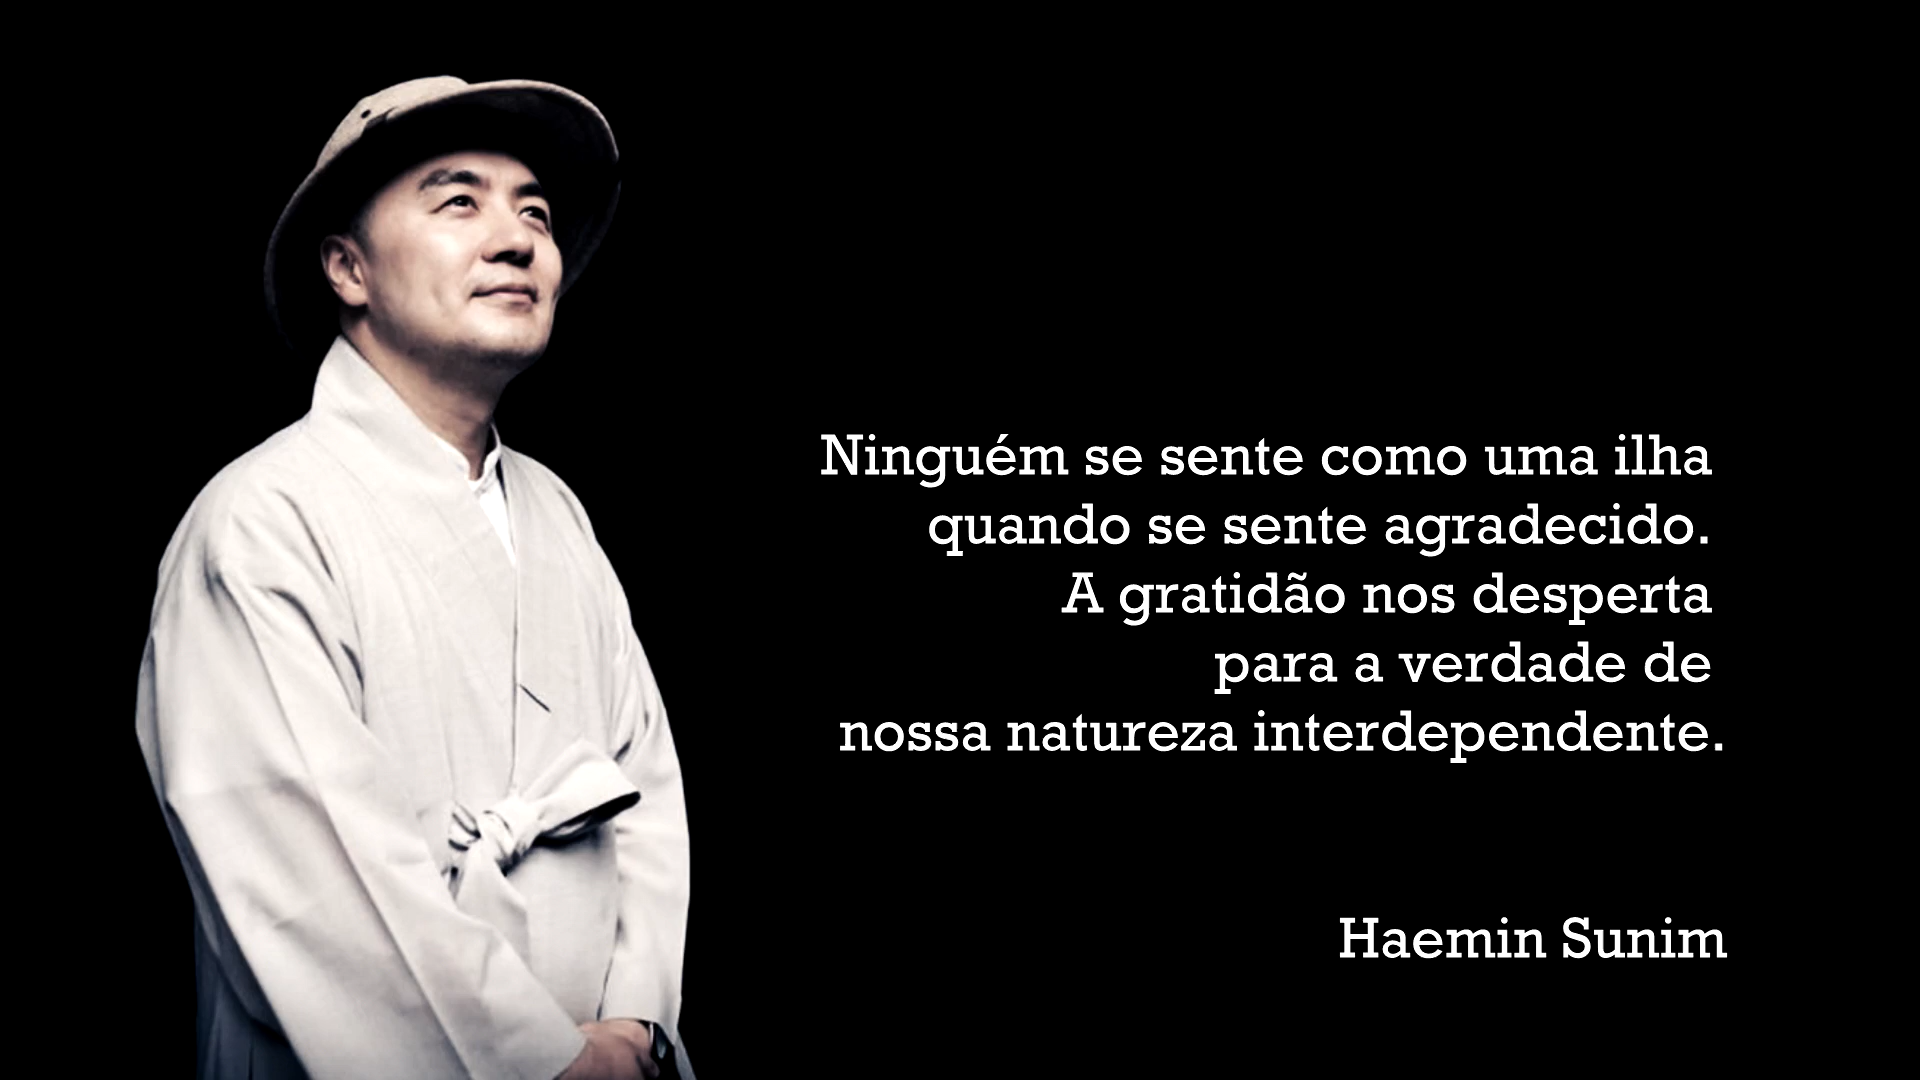 Ninguém se sente como uma ilha
quando se sente agradecido.
A gratidão nos desperta
para a verdade de
nossa natureza interdependente.
Haemin Sunim